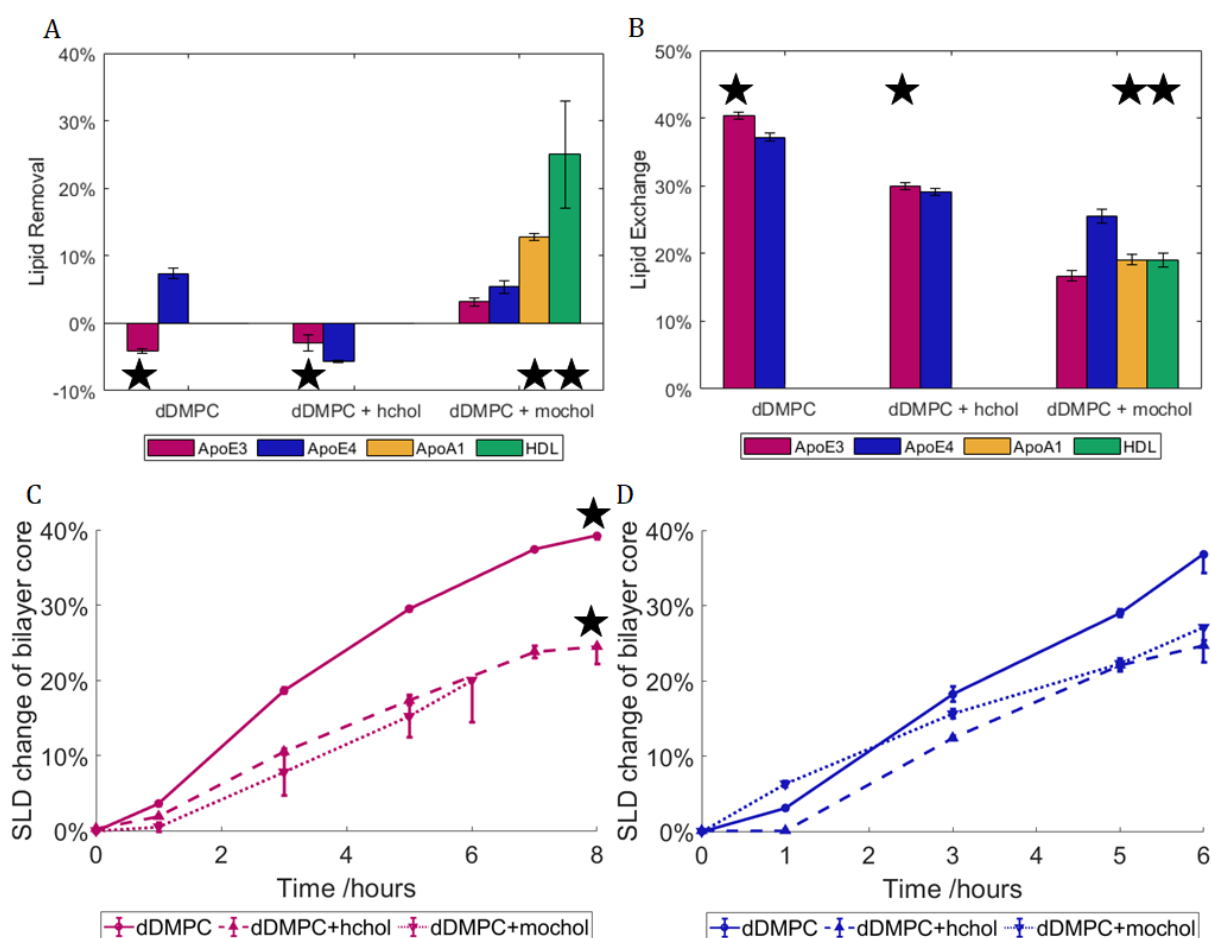 A
Lipid Removal
40%
30%
20%
10%
0%
-10%
dDMPC dDMPC + hchol dDMPC + mochol
ApoE3 ApoE4 ApoA1 HDL
B
Lipid Exchange
50%
40%
30%
20%
10%
0%
dDMPC dDMPC + hchol dDMPC + mochol
ApoE3 ApoE4 ApoA1 HDL
C
SLD change of bilayer core
40%
30%
20%
10%
0%
0 2 4 6 8
Time /hours
dDMPC dDMPC+hchol dDMPC+mochol
D
SLD change of bilayer core
40%
30%
20%
10%
0%
0 1 2 3 4 5 6
Time /hours
dDMPC dDMPC+hchol dDMPC+mochol